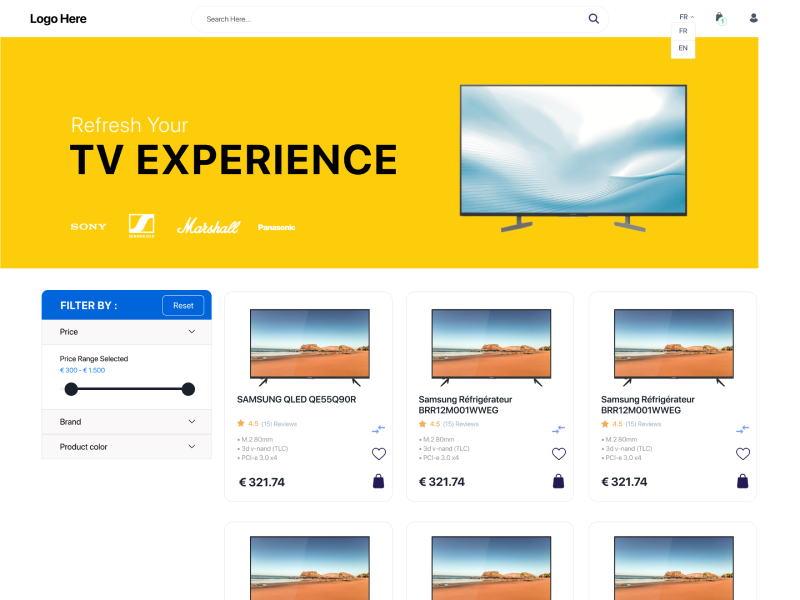 Logo Here
Search Here...
FR
1
FR
EN
Refresh Your
TV EXPERIENCE
SONY
SENNHEISER
Marshall
Panasonic
FILTER BY :
Reset
Price
Price Range Selected
€ 300 - € 1.500
Brand
Product color
SAMSUNG QLED QE55Q90R
4.5 (15) Reviews
• M.2 80mm
• 3d v-nand (TLC)
• PCI-e 3.0 x4
€ 321.74
Samsung Réfrigérateur
BRR12M001WWEG
4.5 (15) Reviews
• M.2 80mm
• 3d v-nand (TLC)
• PCI-e 3.0 x4
€ 321.74
Samsung Réfrigérateur
BRR12M001WWEG
4.5 (15) Reviews
• M.2 80mm
• 3d v-nand (TLC)
• PCI-e 3.0 x4
€ 321.74